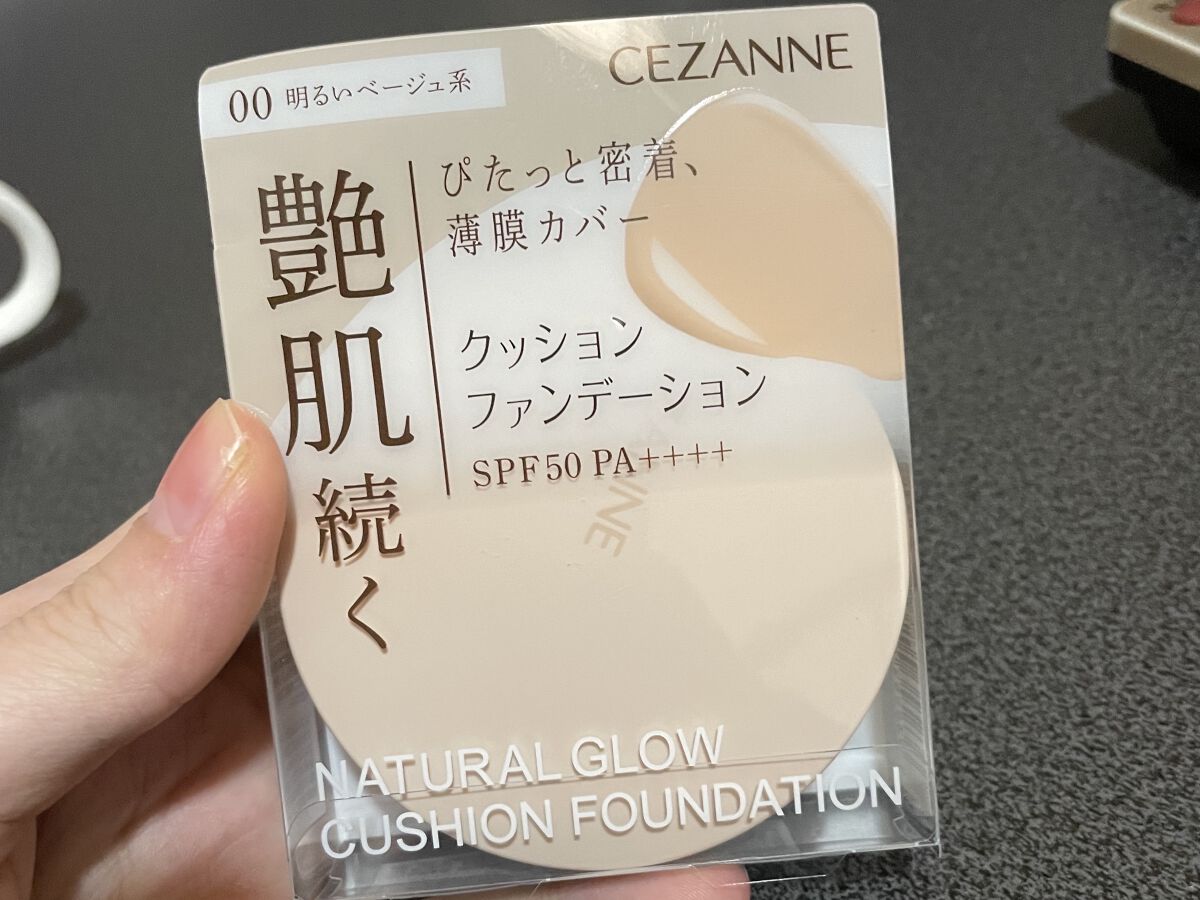 CEZANNE
00 明るいベージュ系
艶肌続く
ぴたっと密着、
薄膜カバー
クッション
ファンデーション
SPF50 PA++++
NATURAL GLOW
CUSHION FOUNDATION